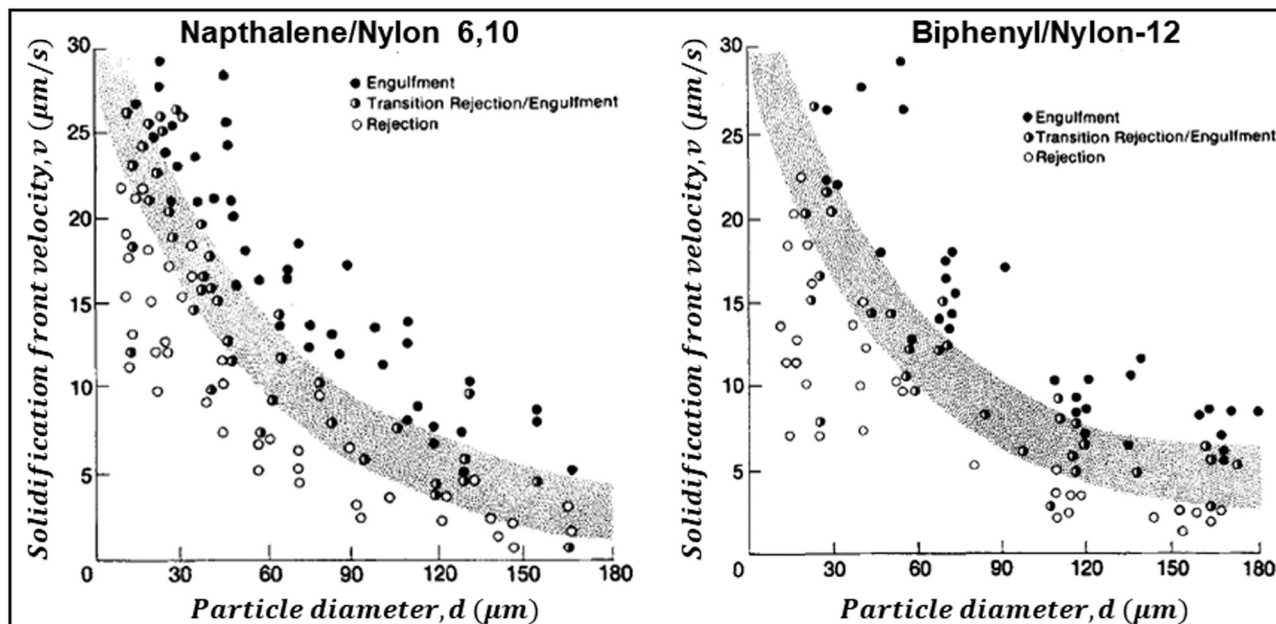 Napthalene/Nylon 6,10
Solidification front velocity, v (μm/s)
30
25
20
15
10
5
0
Engulfment
Transition Rejection/Engulfment
Rejection
0 30 60 90 120 150 180
Particle diameter, d (μm)
Biphenyl/Nylon-12
Solidification front velocity, v (μm/s)
30
25
20
15
10
5
0
Engulfment
Transition Rejection/Engulfment
Rejection
0 30 60 90 120 150 180
Particle diameter, d (μm)